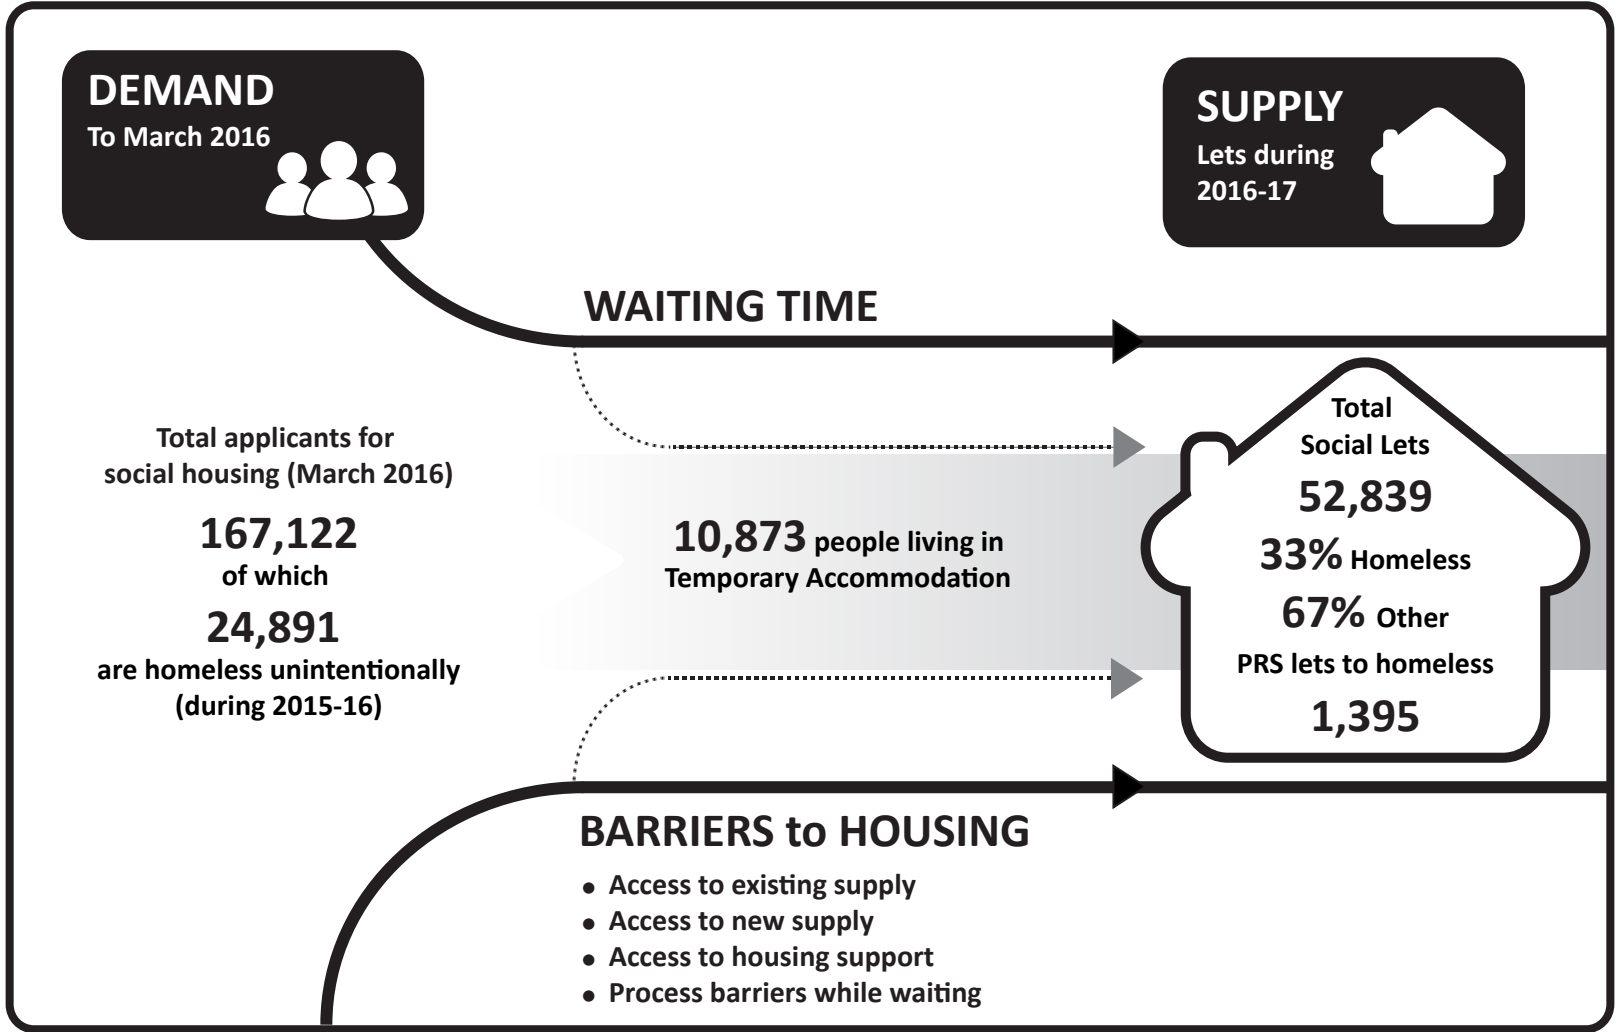 DEMAND
To March 2016
SUPPLY
Lets during
2016-17
WAITING TIME
Total applicants for
social housing (March 2016)
167,122
of which
24,891
are homeless unintentionally
(during 2015-16)
10,873 people living in
Temporary Accommodation
Total
Social Lets
52,839
33% Homeless
67% Other
PRS lets to homeless
1,395
BARRIERS to HOUSING
• Access to existing supply
• Access to new supply
• Access to housing support
• Process barriers while waiting